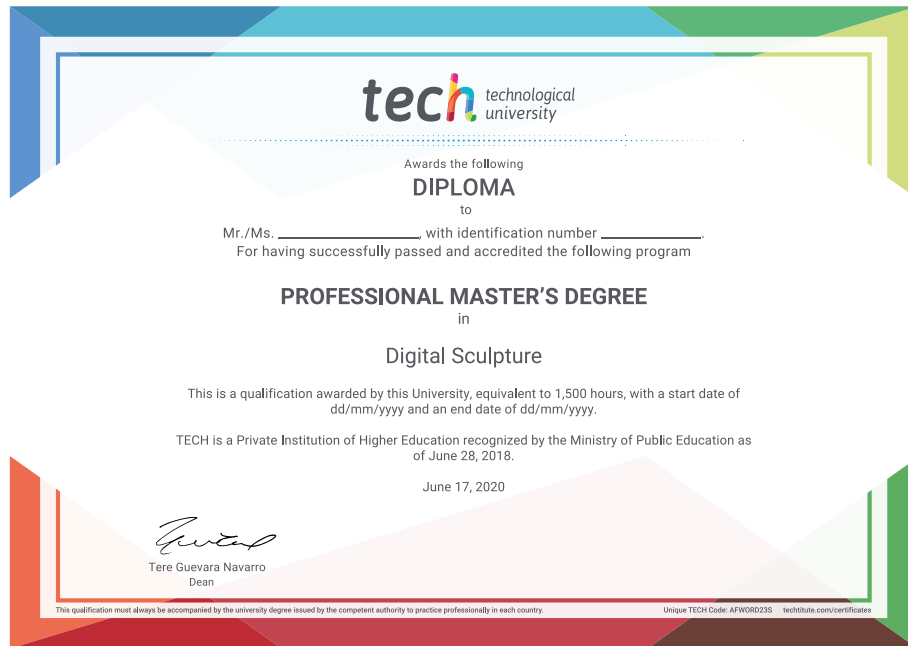 tech technological
university
Awards the following
DIPLOMA
to
Mr./Ms. ____________________, with identification number ______________.
For having successfully passed and accredited the following program
PROFESSIONAL MASTER'S DEGREE
in
Digital Sculpture
This is a qualification awarded by this University, equivalent to 1,500 hours, with a start date of
dd/mm/yyyy and an end date of dd/mm/yyyy.
TECH is a Private Institution of Higher Education recognized by the Ministry of Public Education as
of June 28, 2018.
June 17, 2020
Tere Guevara Navarro
Dean
This qualification must always be accompanied by the university degree issued by the competent authority to practice professionally in each country. Unique TECH Code: AFWORD23S techtitute.com/certificates